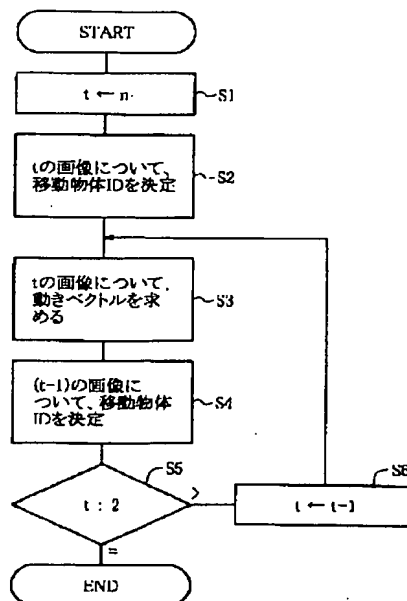 START
t ← n
S1
tの画像について、
移動物体IDを決定
S2
tの画像について、
動きベクトルを求
める
S3
(t-1)の画像に
ついて、移動物体
IDを決定
S4
S5
t : 2
>
=
S6
t ← t-1
END